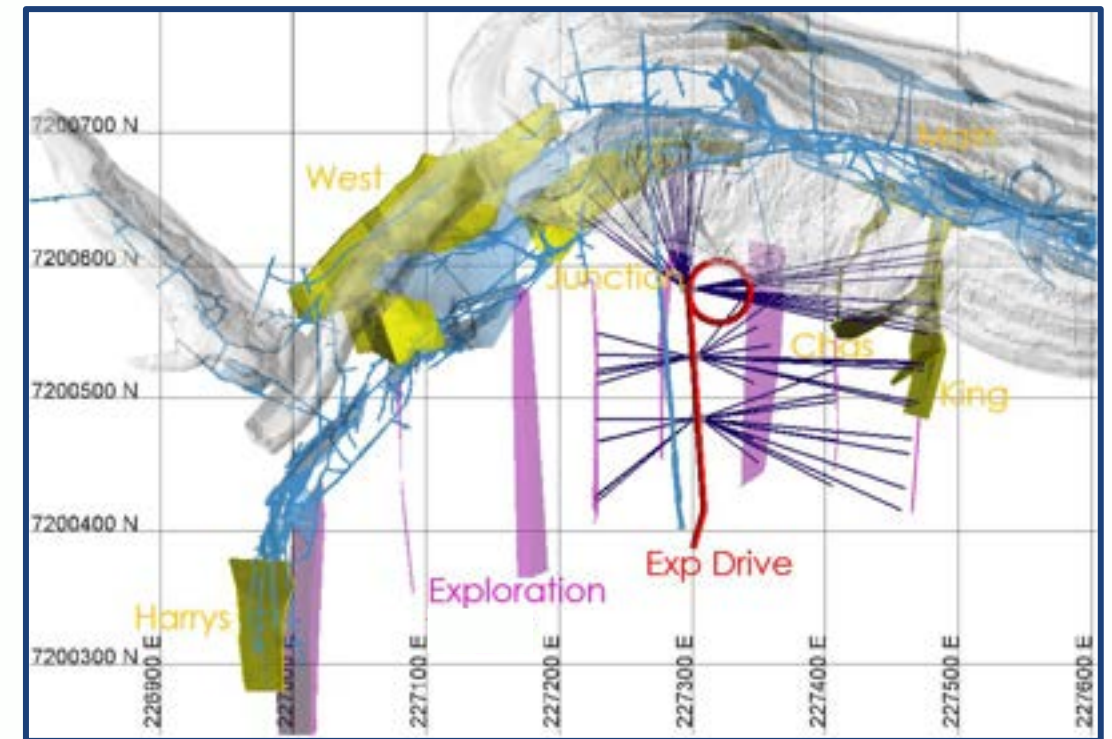 7200700 N
Main
West
7200600 N
Junction
Chas
7200500 N
King
7200400 N
Exp Drive
Exploration
Harrys
7200300 N
226900 E
227000 E
227100 E
227200 E
227300 E
227400 E
227500 E
227600 E